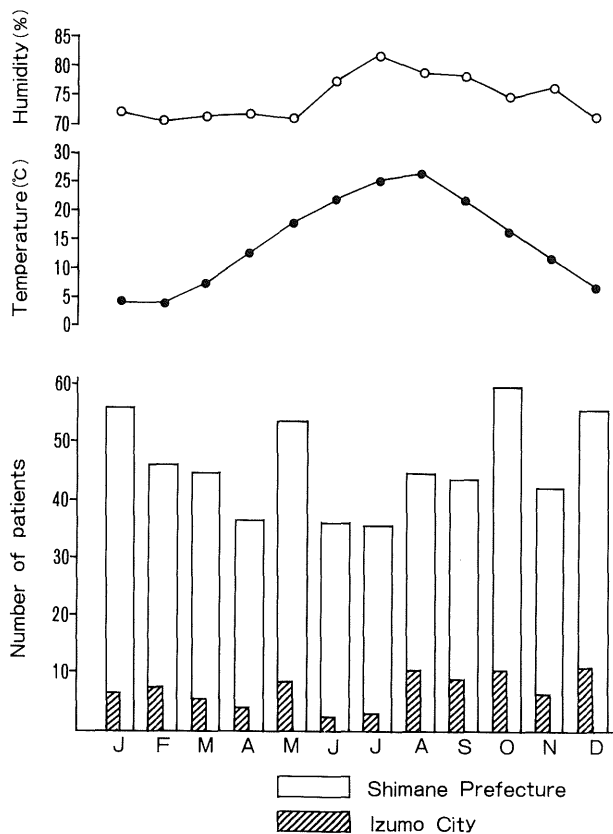 Humidity(%)
85
80
75
70
Temperature(℃)
30
25
20
15
10
5
0
Number of patients
60
50
40
30
20
10
J F M A M J J A S O N D
Shimane Prefecture
Izumo City